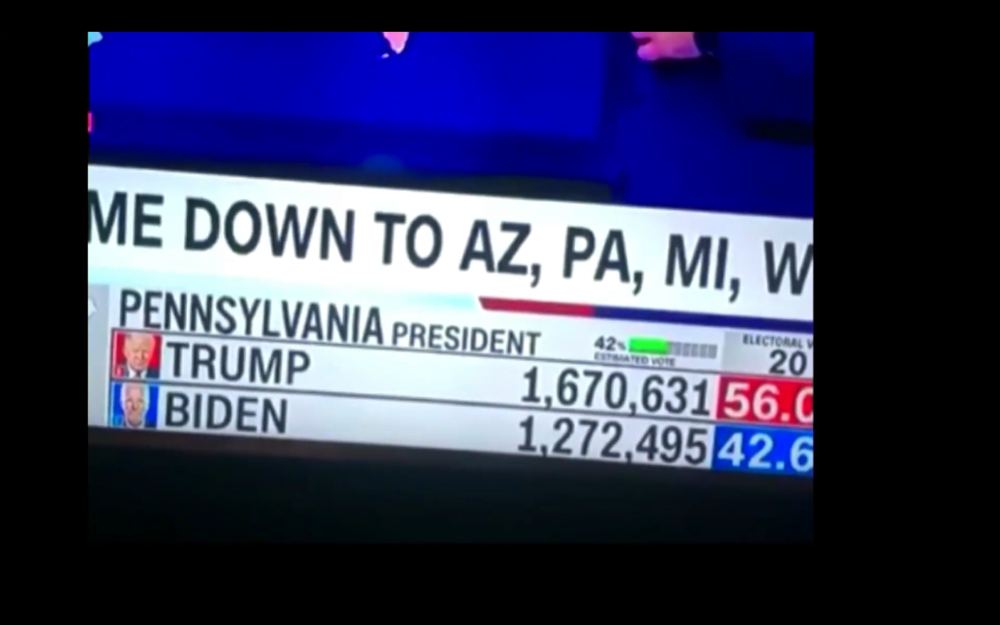 ME DOWN TO AZ, PA, MI, W
PENNSYLVANIA PRESIDENT
42% ESTIMATED VOTE
ELECTORAL V
20
TRUMP 1,670,631 56.0
BIDEN 1,272,495 42.6